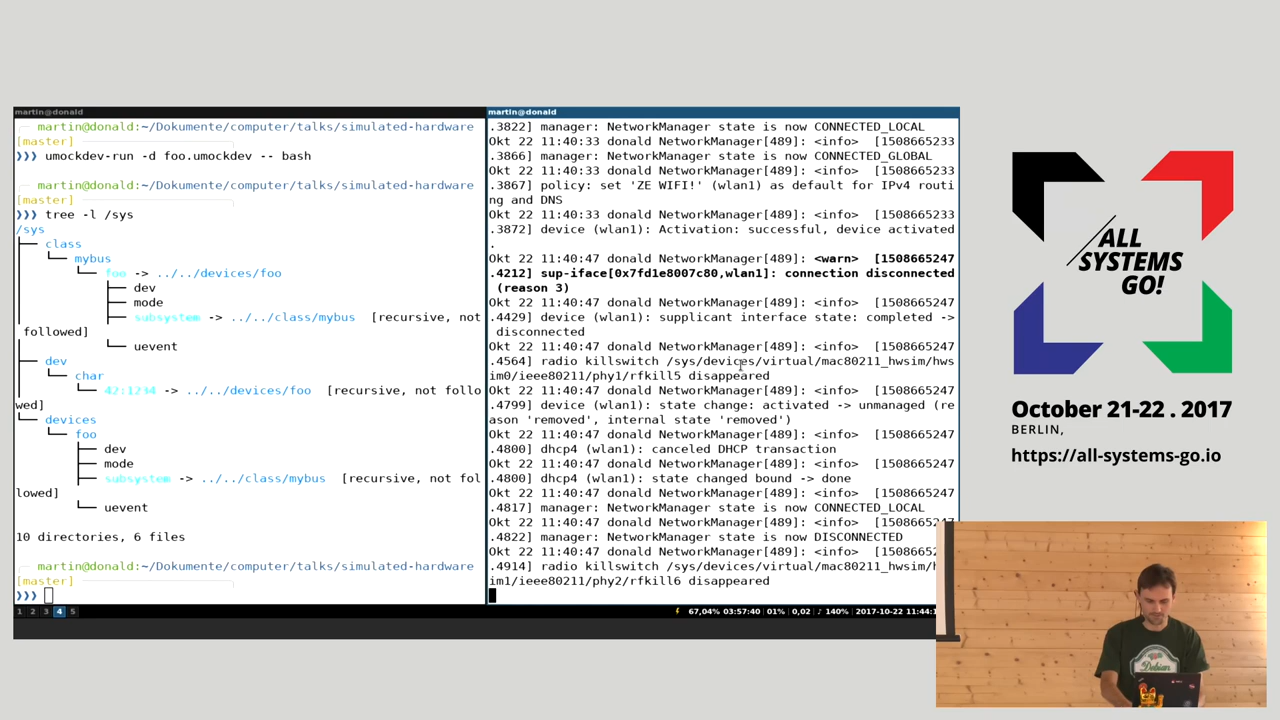 martin@donald
martin@donald:~/Dokumente/computer/talks/simulated-hardware
[master]
❯❯❯ umockdev-run -d foo.umockdev -- bash
martin@donald:~/Dokumente/computer/talks/simulated-hardware
[master]
❯❯❯ tree -l /sys
/sys
├── class
│   └── mybus
│       └── foo -> ../../devices/foo
│           ├── dev
│           ├── mode
│           ├── subsystem -> ../../class/mybus  [recursive, not
followed]
│           └── uevent
├── dev
│   └── char
│       └── 42:1234 -> ../../devices/foo  [recursive, not follo
wed]
└── devices
    └── foo
        ├── dev
        ├── mode
        ├── subsystem -> ../../class/mybus  [recursive, not fol
lowed]
        └── uevent
10 directories, 6 files
martin@donald:~/Dokumente/computer/talks/simulated-hardware
[master]
❯❯❯
martin@donald
.3822] manager: NetworkManager state is now CONNECTED_LOCAL
Okt 22 11:40:33 donald NetworkManager[489]: <info>  [1508665233
.3866] manager: NetworkManager state is now CONNECTED_GLOBAL
Okt 22 11:40:33 donald NetworkManager[489]: <info>  [1508665233
.3867] policy: set 'ZE WIFI!' (wlan1) as default for IPv4 routi
ng and DNS
Okt 22 11:40:33 donald NetworkManager[489]: <info>  [1508665233
.3872] device (wlan1): Activation: successful, device activated
.
Okt 22 11:40:47 donald NetworkManager[489]: <warn>  [1508665247
.4212] sup-iface[0x7fd1e8007c80,wlan1]: connection disconnected
(reason 3)
Okt 22 11:40:47 donald NetworkManager[489]: <info>  [1508665247
.4429] device (wlan1): supplicant interface state: completed ->
disconnected
Okt 22 11:40:47 donald NetworkManager[489]: <info>  [1508665247
.4564] radio killswitch /sys/devices/virtual/mac80211_hwsim/hws
im0/ieee80211/phy1/rfkill5 disappeared
Okt 22 11:40:47 donald NetworkManager[489]: <info>  [1508665247
.4799] device (wlan1): state change: activated -> unmanaged (re
ason 'removed', internal state 'removed')
Okt 22 11:40:47 donald NetworkManager[489]: <info>  [1508665247
.4800] dhcp4 (wlan1): canceled DHCP transaction
Okt 22 11:40:47 donald NetworkManager[489]: <info>  [1508665247
.4800] dhcp4 (wlan1): state changed bound -> done
Okt 22 11:40:47 donald NetworkManager[489]: <info>  [1508665247
.4817] manager: NetworkManager state is now CONNECTED_LOCAL
Okt 22 11:40:47 donald NetworkManager[489]: <info>  [1508665247
.4822] manager: NetworkManager state is now DISCONNECTED
Okt 22 11:40:47 donald NetworkManager[489]: <info>
.4914] radio killswitch /sys/devices/virtual/mac80211_hwsim/h
im1/ieee80211/phy2/rfkill6 disappeared
1 2 3 4 5
67,04% 03:57:40 01% 0,02 ♪ 140% 2017-10-22 11:44:1
ALL
SYSTEMS
GO!
October 21-22 . 2017
BERLIN,
https://all-systems-go.io
Debian